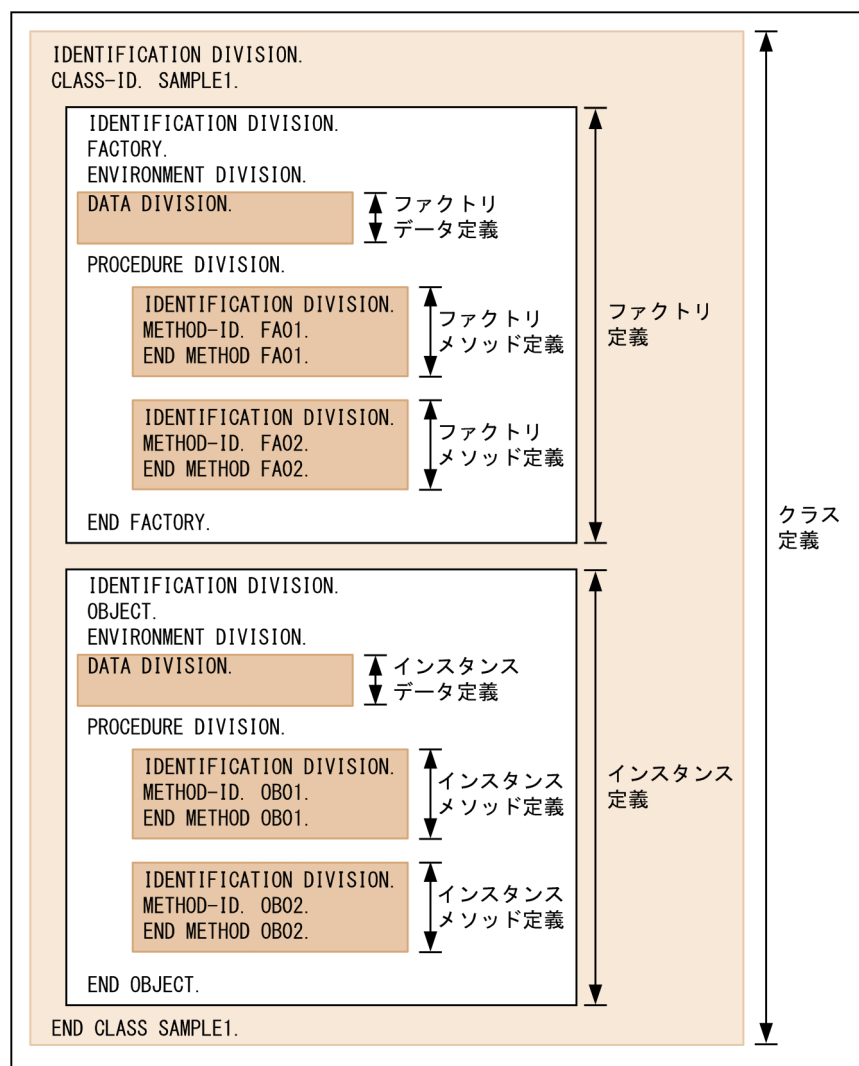 IDENTIFICATION DIVISION.
CLASS-ID. SAMPLE1.
IDENTIFICATION DIVISION.
FACTORY.
ENVIRONMENT DIVISION.
DATA DIVISION.
ファクトリ
データ定義
PROCEDURE DIVISION.
IDENTIFICATION DIVISION.
METHOD-ID. FA01.
END METHOD FA01.
ファクトリ
メソッド定義
IDENTIFICATION DIVISION.
METHOD-ID. FA02.
END METHOD FA02.
ファクトリ
メソッド定義
END FACTORY.
ファクトリ
定義
IDENTIFICATION DIVISION.
OBJECT.
ENVIRONMENT DIVISION.
DATA DIVISION.
インスタンス
データ定義
PROCEDURE DIVISION.
IDENTIFICATION DIVISION.
METHOD-ID. OB01.
END METHOD OB01.
インスタンス
メソッド定義
IDENTIFICATION DIVISION.
METHOD-ID. OB02.
END METHOD OB02.
インスタンス
メソッド定義
END OBJECT.
インスタンス
定義
END CLASS SAMPLE1.
クラス
定義